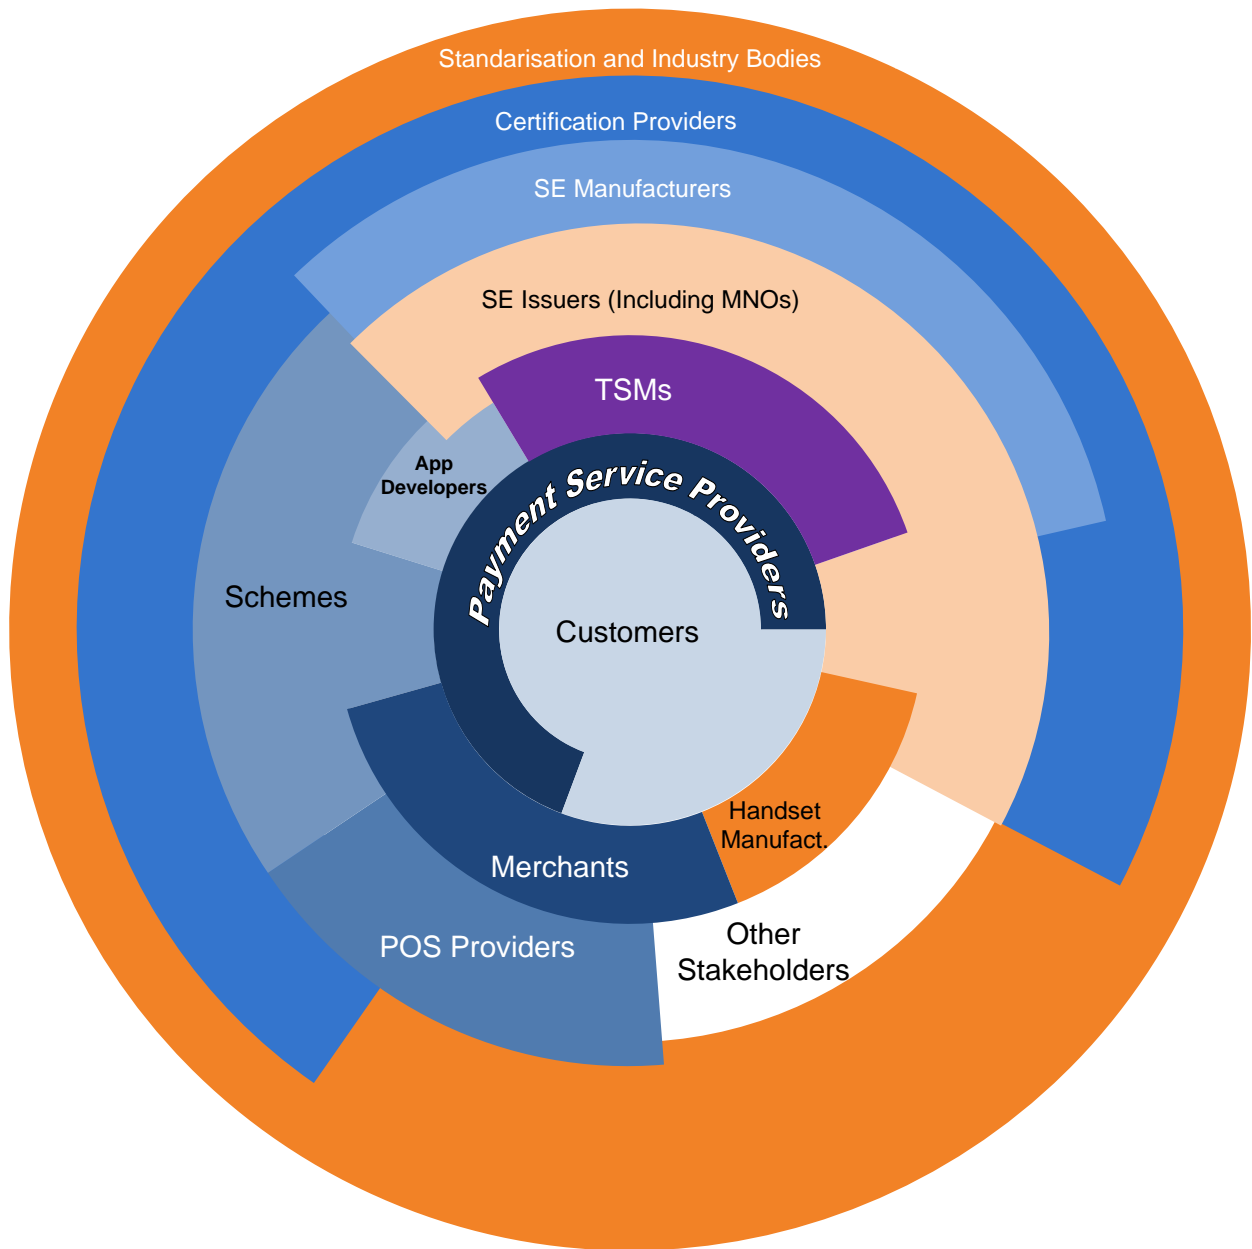 Standarisation and Industry Bodies
Certification Providers
SE Manufacturers
SE Issuers (Including MNOs)
TSMs
App
Developers
Payment Service Providers
Schemes
Customers
Handset
Manufact.
Merchants
POS Providers
Other
Stakeholders